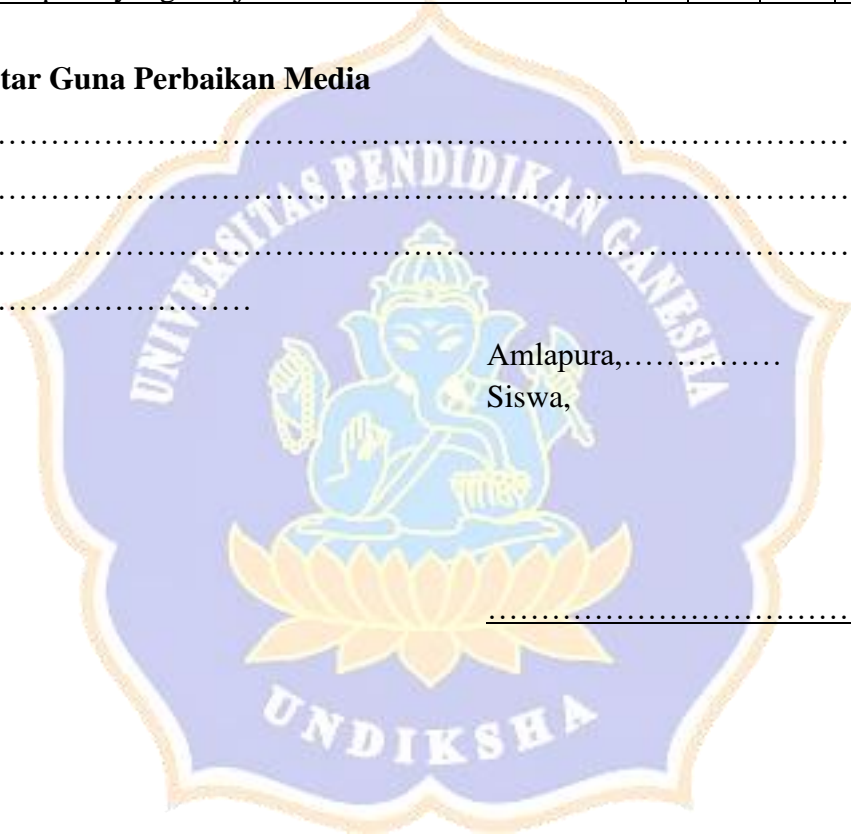 tar Guna Perbaikan Media
……………………………………………………………………………
……………………………………………………………………………
……………………………………………………………………………
……………………
UNIVERSITAS PENDIDIKAN GANESHA
Amlapura,……………
Siswa,
………………………………
UNDIKSHA